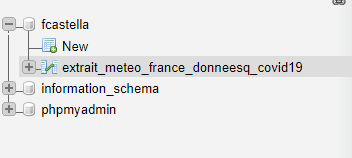 fcastella
New
extrait_meteo_france_donneesq_covid19
information_schema
phpmyadmin